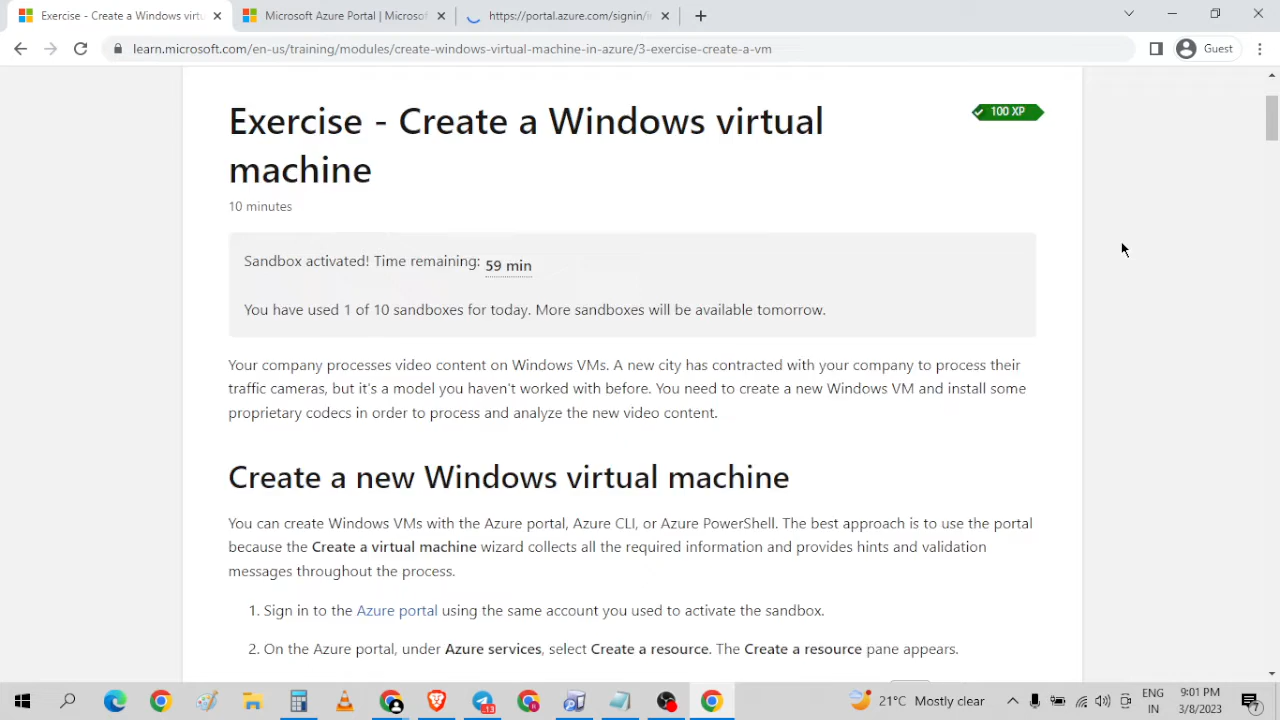 Exercise - Create a Windows virtu
Microsoft Azure Portal | Microsof
https://portal.azure.com/signin/i
learn.microsoft.com/en-us/training/modules/create-windows-virtual-machine-in-azure/3-exercise-create-a-vm
Guest
Exercise - Create a Windows virtual
machine
100 XP
10 minutes
Sandbox activated! Time remaining: 59 min
You have used 1 of 10 sandboxes for today. More sandboxes will be available tomorrow.
Your company processes video content on Windows VMs. A new city has contracted with your company to process their
traffic cameras, but it's a model you haven't worked with before. You need to create a new Windows VM and install some
proprietary codecs in order to process and analyze the new video content.
Create a new Windows virtual machine
You can create Windows VMs with the Azure portal, Azure CLI, or Azure PowerShell. The best approach is to use the portal
because the Create a virtual machine wizard collects all the required information and provides hints and validation
messages throughout the process.
1. Sign in to the Azure portal using the same account you used to activate the sandbox.
2. On the Azure portal, under Azure services, select Create a resource. The Create a resource pane appears.
13
21°C Mostly clear
ENG
IN
9:01 PM
3/8/2023
7